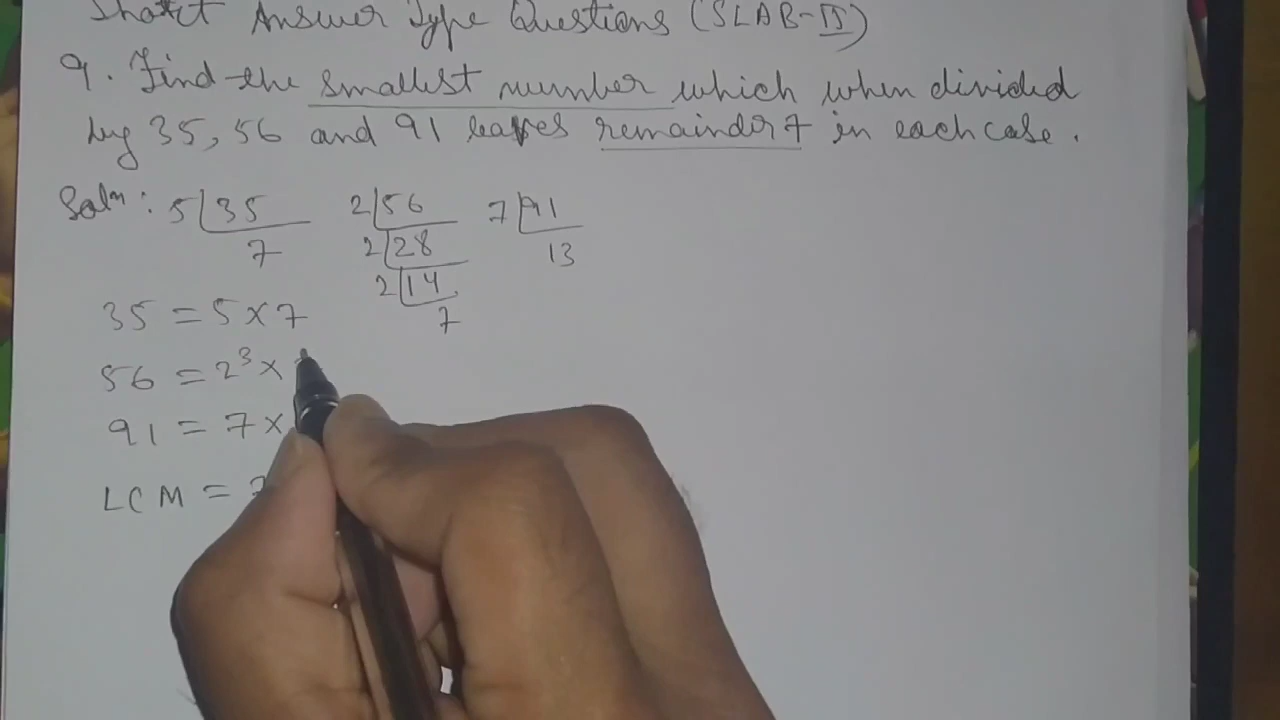 Short Answer Type Questions (SLAB-II)
9. Find the smallest number which when divided
by 35, 56 and 91 leaves remainder 7 in each case.
Solⁿ: 5 35 2 56 7 91
7 2 28 13
2 14
7
35 = 5 × 7
56 = 2³ ×
91 = 7 ×
LCM =